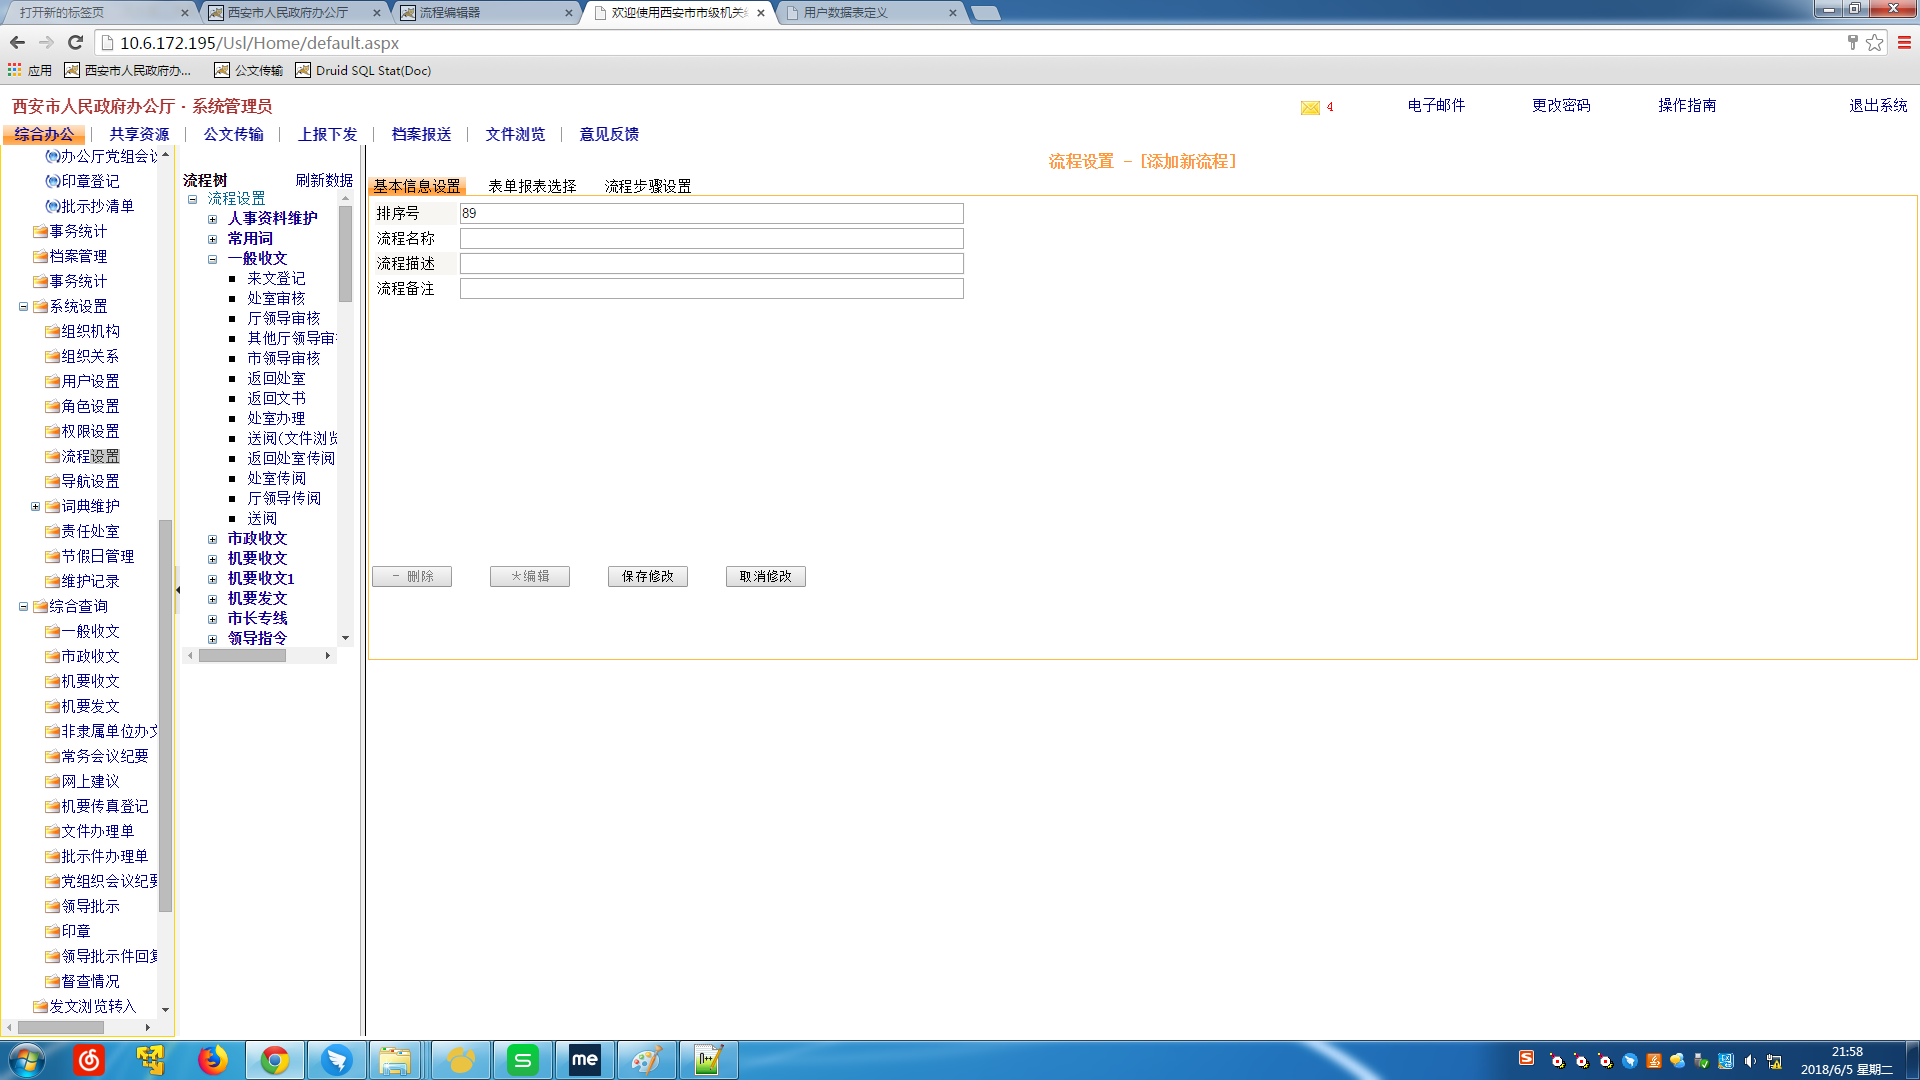 打开新的标签页
西安市人民政府办公厅
流程编辑器
欢迎使用西安市市级机关
用户数据表定义
10.6.172.195/Usl/Home/default.aspx
应用
西安市人民政府办...
公文传输
Druid SQL Stat(Doc)
西安市人民政府办公厅 · 系统管理员
4
电子邮件
更改密码
操作指南
退出系统
综合办公
共享资源
公文传输
上报下发
档案报送
文件浏览
意见反馈
办公厅党组会议
印章登记
批示抄清单
事务统计
档案管理
事务统计
系统设置
组织机构
组织关系
用户设置
角色设置
权限设置
流程设置
导航设置
词典维护
责任处室
节假日管理
维护记录
综合查询
一般收文
市政收文
机要收文
机要发文
非隶属单位办文
常务会议纪要
网上建议
机要传真登记
文件办理单
批示件办理单
党组织会议纪要
领导批示
印章
领导批示件回复
督查情况
发文浏览转入
流程树
刷新数据
流程设置
人事资料维护
常用词
一般收文
来文登记
处室审核
厅领导审核
其他厅领导审
市领导审核
返回处室
返回文书
处室办理
送阅(文件浏览
返回处室传阅
处室传阅
厅领导传阅
送阅
市政收文
机要收文
机要收文1
机要发文
市长专线
领导指令
流程设置 - [添加新流程]
基本信息设置
表单报表选择
流程步骤设置
排序号
89
流程名称
流程描述
流程备注
- 删除
*编辑
保存修改
取消修改
me
21:58
2018/6/5 星期二